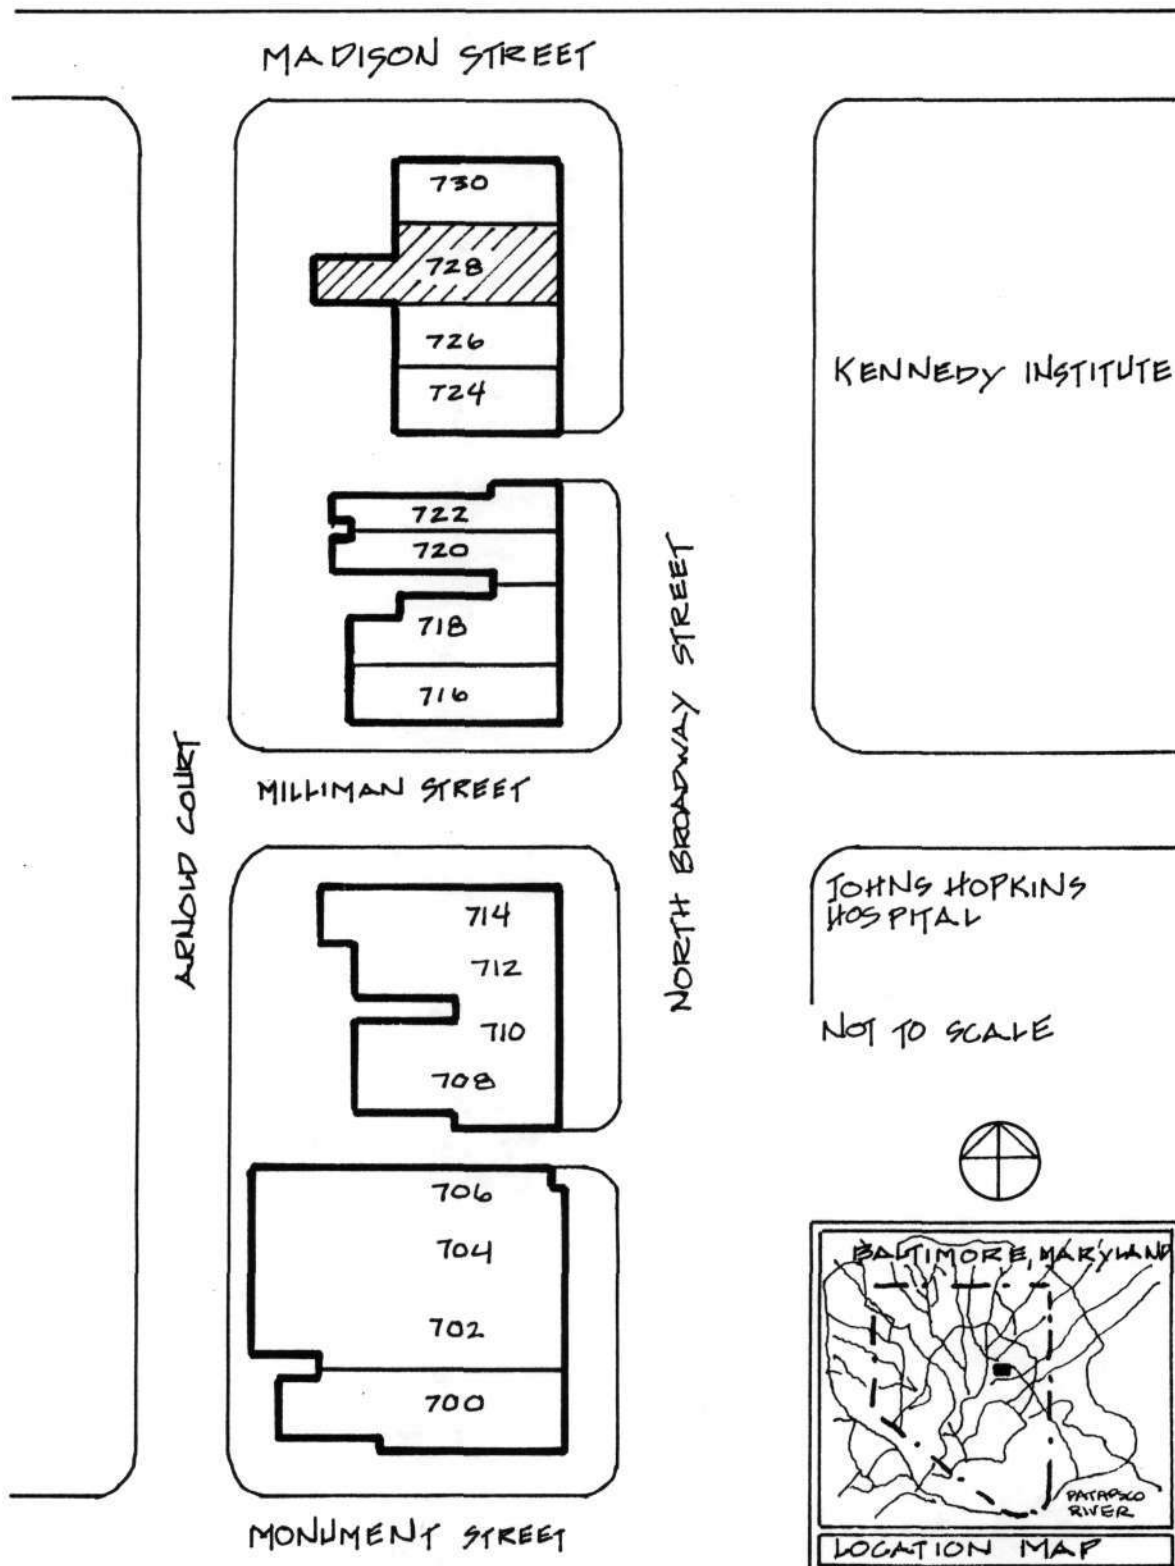 MADISON STREET
730
728
726
724
KENNEDY INSTITUTE
722
720
718
716
NORTH BROADWAY STREET
ARNOLD COURT
MILLIMAN STREET
714
712
710
708
JOHNS HOPKINS
HOSPITAL
NOT TO SCALE
706
704
702
700
BALTIMORE, MARYLAND
PATAPSCO
RIVER
LOCATION MAP
MONUMENT STREET